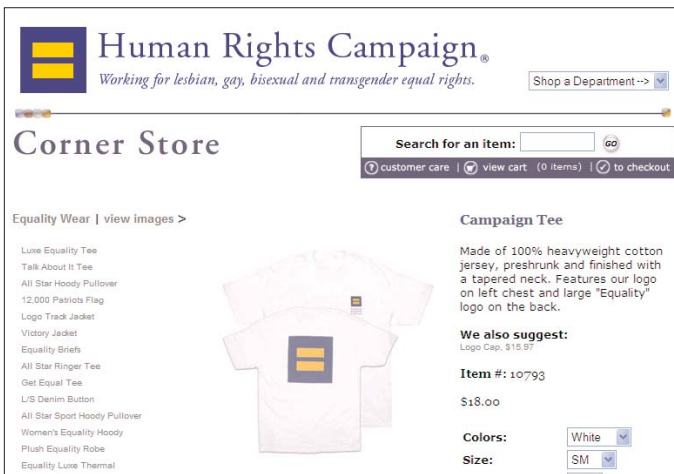 Human Rights Campaign®
Working for lesbian, gay, bisexual and transgender equal rights.
Shop a Department -->
Corner Store
Search for an item:
GO
? customer care | view cart (0 items) | to checkout
Equality Wear | view images >
Luxe Equality Tee
Talk About It Tee
All Star Hoody Pullover
12,000 Patriots Flag
Logo Track Jacket
Victory Jacket
Equality Briefs
All Star Ringer Tee
Get Equal Tee
L/S Denim Button
All Star Sport Hoody Pullover
Women's Equality Hoody
Plush Equality Robe
Equality Luxe Thermal
Campaign Tee
Made of 100% heavyweight cotton
jersey, preshrunk and finished with
a tapered neck. Features our logo
on left chest and large "Equality"
logo on the back.
We also suggest:
Logo Cap, $15.97
Item #: 10793
$18.00
Colors: White
Size: SM